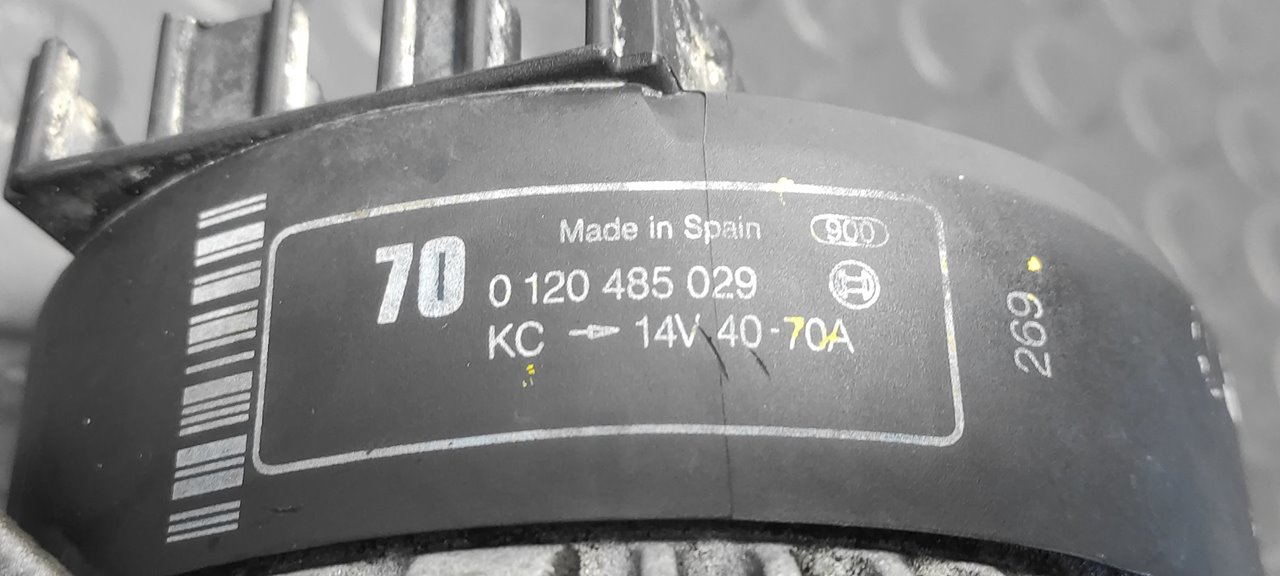 Made in Spain 900
70
0 120 485 029
KC → 14V 40-70A
269